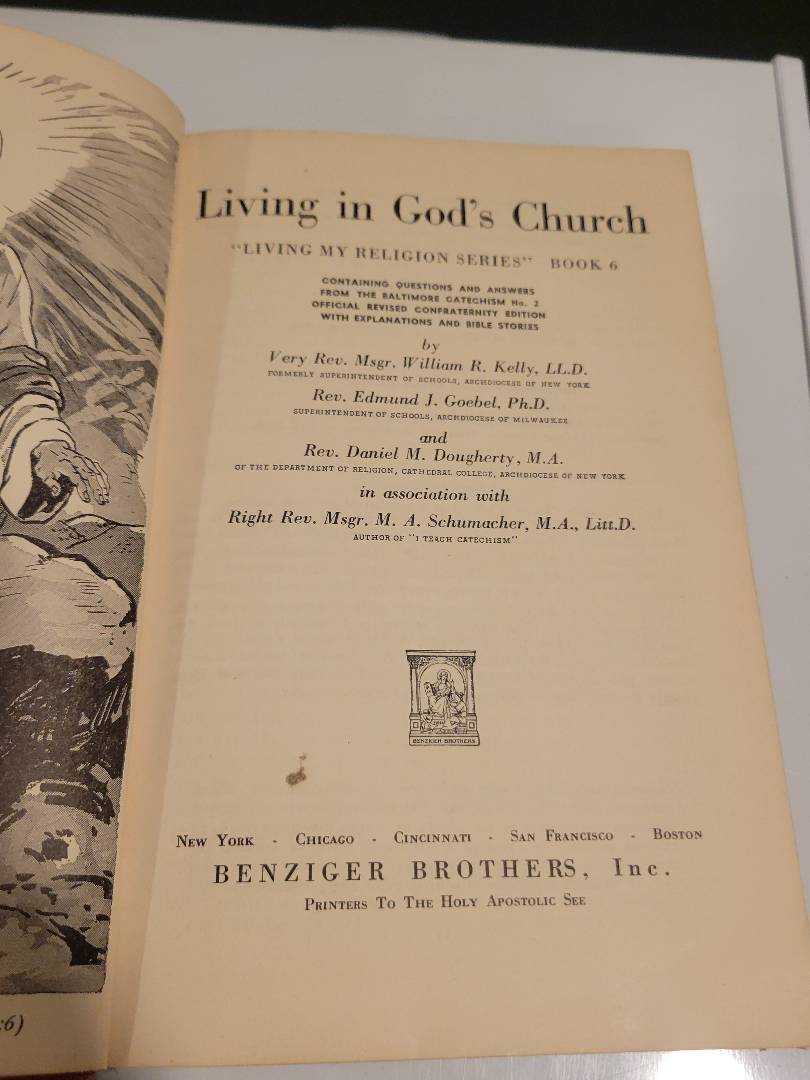 Living in God's Church
"LIVING MY RELIGION SERIES" BOOK 6
CONTAINING QUESTIONS AND ANSWERS
FROM THE BALTIMORE CATECHISM No. 2
OFFICIAL REVISED CONFRATERNITY EDITION
WITH EXPLANATIONS AND BIBLE STORIES
by
Very Rev. Msgr. William R. Kelly, LL.D.
FORMERLY SUPERINTENDENT OF SCHOOLS, ARCHDIOCESE OF NEW YORK
Rev. Edmund J. Goebel, Ph.D.
SUPERINTENDENT OF SCHOOLS, ARCHDIOCESE OF MILWAUKEE
and
Rev. Daniel M. Dougherty, M.A.
OF THE DEPARTMENT OF RELIGION, CATHEDRAL COLLEGE, ARCHDIOCESE OF NEW YORK
in association with
Right Rev. Msgr. M. A. Schumacher, M.A., Litt.D.
AUTHOR OF "I TEACH CATECHISM"
BENZIGER BROTHERS
NEW YORK - CHICAGO - CINCINNATI - SAN FRANCISCO - BOSTON
BENZIGER BROTHERS, Inc.
PRINTERS TO THE HOLY APOSTOLIC SEE
:6)